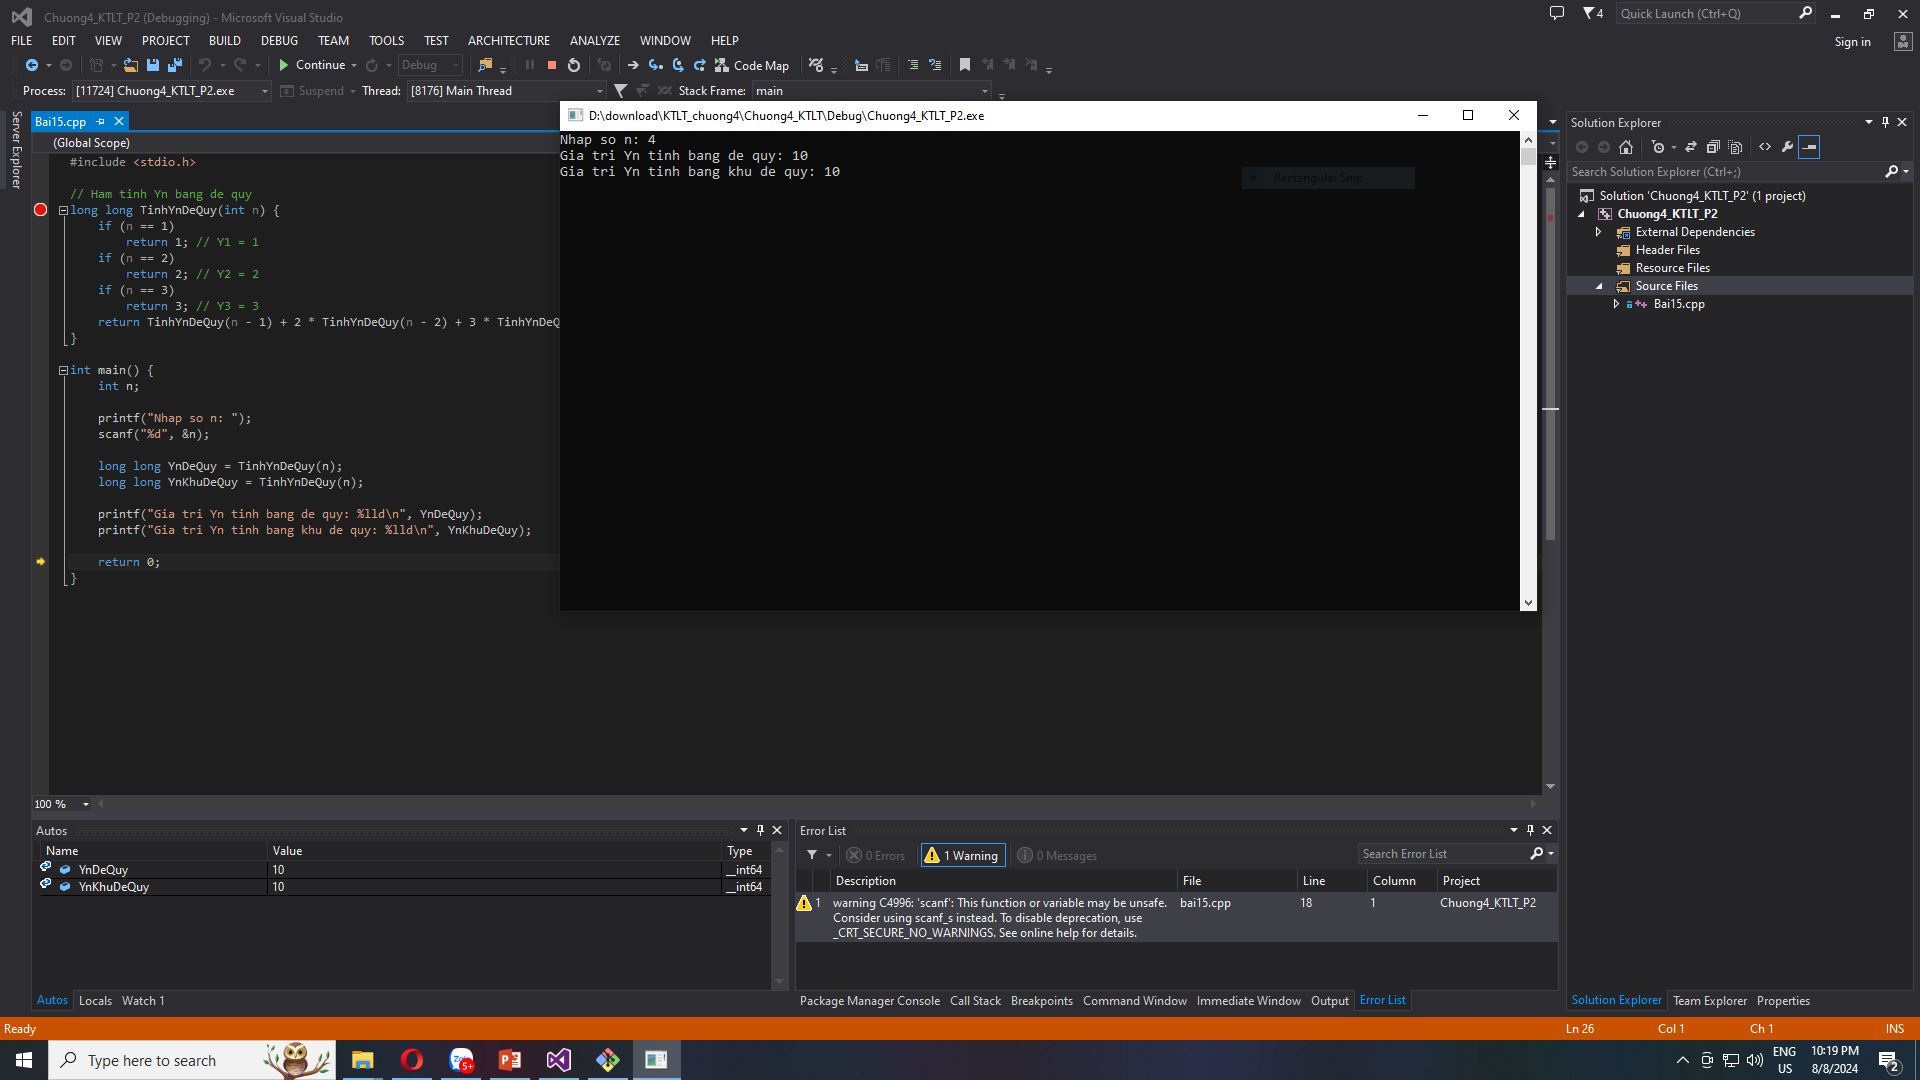 Chuong4_KTLT_P2 (Debugging) - Microsoft Visual Studio
4
Quick Launch (Ctrl+Q)
FILE EDIT VIEW PROJECT BUILD DEBUG TEAM TOOLS TEST ARCHITECTURE ANALYZE WINDOW HELP
Sign in
Continue Debug Code Map
Process: [11724] Chuong4_KTLT_P2.exe Suspend Thread: [8176] Main Thread Stack Frame: main
Server Explorer
Bai15.cpp
(Global Scope)
#include <stdio.h>
// Ham tinh Yn bang de quy
long long TinhYnDeQuy(int n) {
if (n == 1)
return 1; // Y1 = 1
if (n == 2)
return 2; // Y2 = 2
if (n == 3)
return 3; // Y3 = 3
return TinhYnDeQuy(n - 1) + 2 * TinhYnDeQuy(n - 2) + 3 * TinhYnDeQ
}
int main() {
int n;
printf("Nhap so n: ");
scanf("%d", &n);
long long YnDeQuy = TinhYnDeQuy(n);
long long YnKhuDeQuy = TinhYnDeQuy(n);
printf("Gia tri Yn tinh bang de quy: %lld\n", YnDeQuy);
printf("Gia tri Yn tinh bang khu de quy: %lld\n", YnKhuDeQuy);
return 0;
}
D:\download\KTLT_chuong4\Chuong4_KTLT\Debug\Chuong4_KTLT_P2.exe
Nhap so n: 4
Gia tri Yn tinh bang de quy: 10
Gia tri Yn tinh bang khu de quy: 10
Rectangular Snip
Solution Explorer
Search Solution Explorer (Ctrl+;)
Solution 'Chuong4_KTLT_P2' (1 project)
Chuong4_KTLT_P2
External Dependencies
Header Files
Resource Files
Source Files
Bai15.cpp
100 %
Autos
Name Value Type
YnDeQuy 10 __int64
YnKhuDeQuy 10 __int64
Autos Locals Watch 1
Error List
0 Errors 1 Warning 0 Messages Search Error List
Description File Line Column Project
1 warning C4996: 'scanf': This function or variable may be unsafe. bai15.cpp 18 1 Chuong4_KTLT_P2
Consider using scanf_s instead. To disable deprecation, use
_CRT_SECURE_NO_WARNINGS. See online help for details.
Package Manager Console Call Stack Breakpoints Command Window Immediate Window Output Error List
Solution Explorer Team Explorer Properties
Ready Ln 26 Col 1 Ch 1 INS
Type here to search
Zalo
5+
ENG
US
10:19 PM
8/8/2024
2